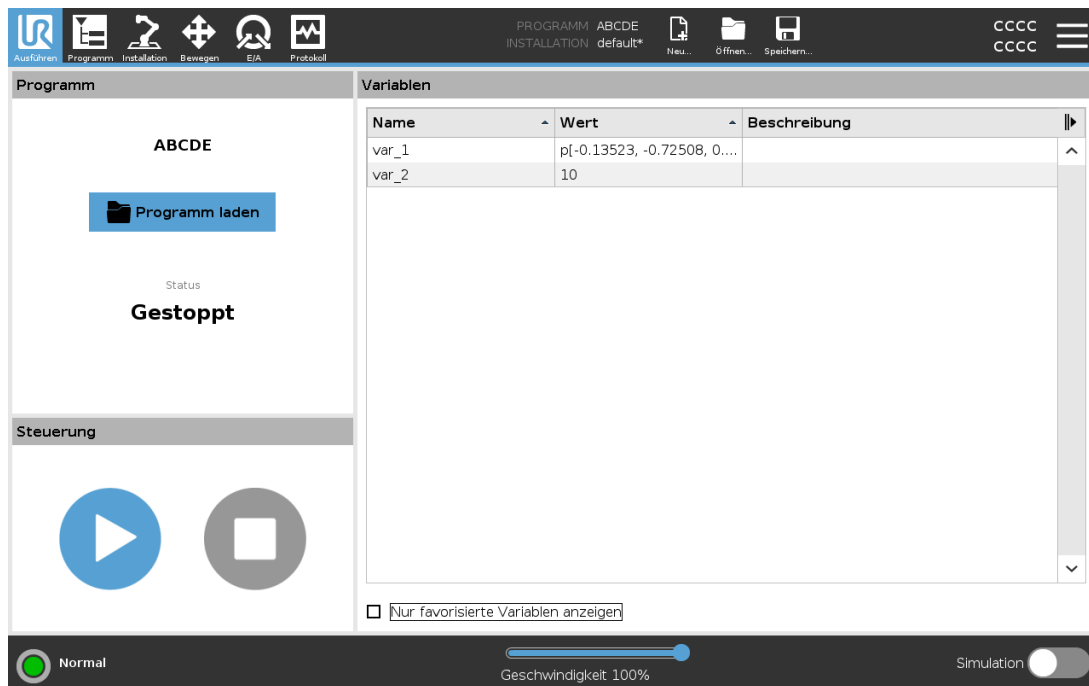 UR
Ausführen
Programm
Installation
Bewegen
E/A
Protokoll
PROGRAMM ABCDE
INSTALLATION default*
Neu...
Öffnen...
Speichern...
CCCC
CCCC
Programm
ABCDE
Programm laden
Status
Gestoppt
Steuerung
Variablen
Name Wert Beschreibung
var_1 p[-0.13523, -0.72508, 0....
var_2 10
Nur favorisierte Variablen anzeigen
Normal
Geschwindigkeit 100%
Simulation